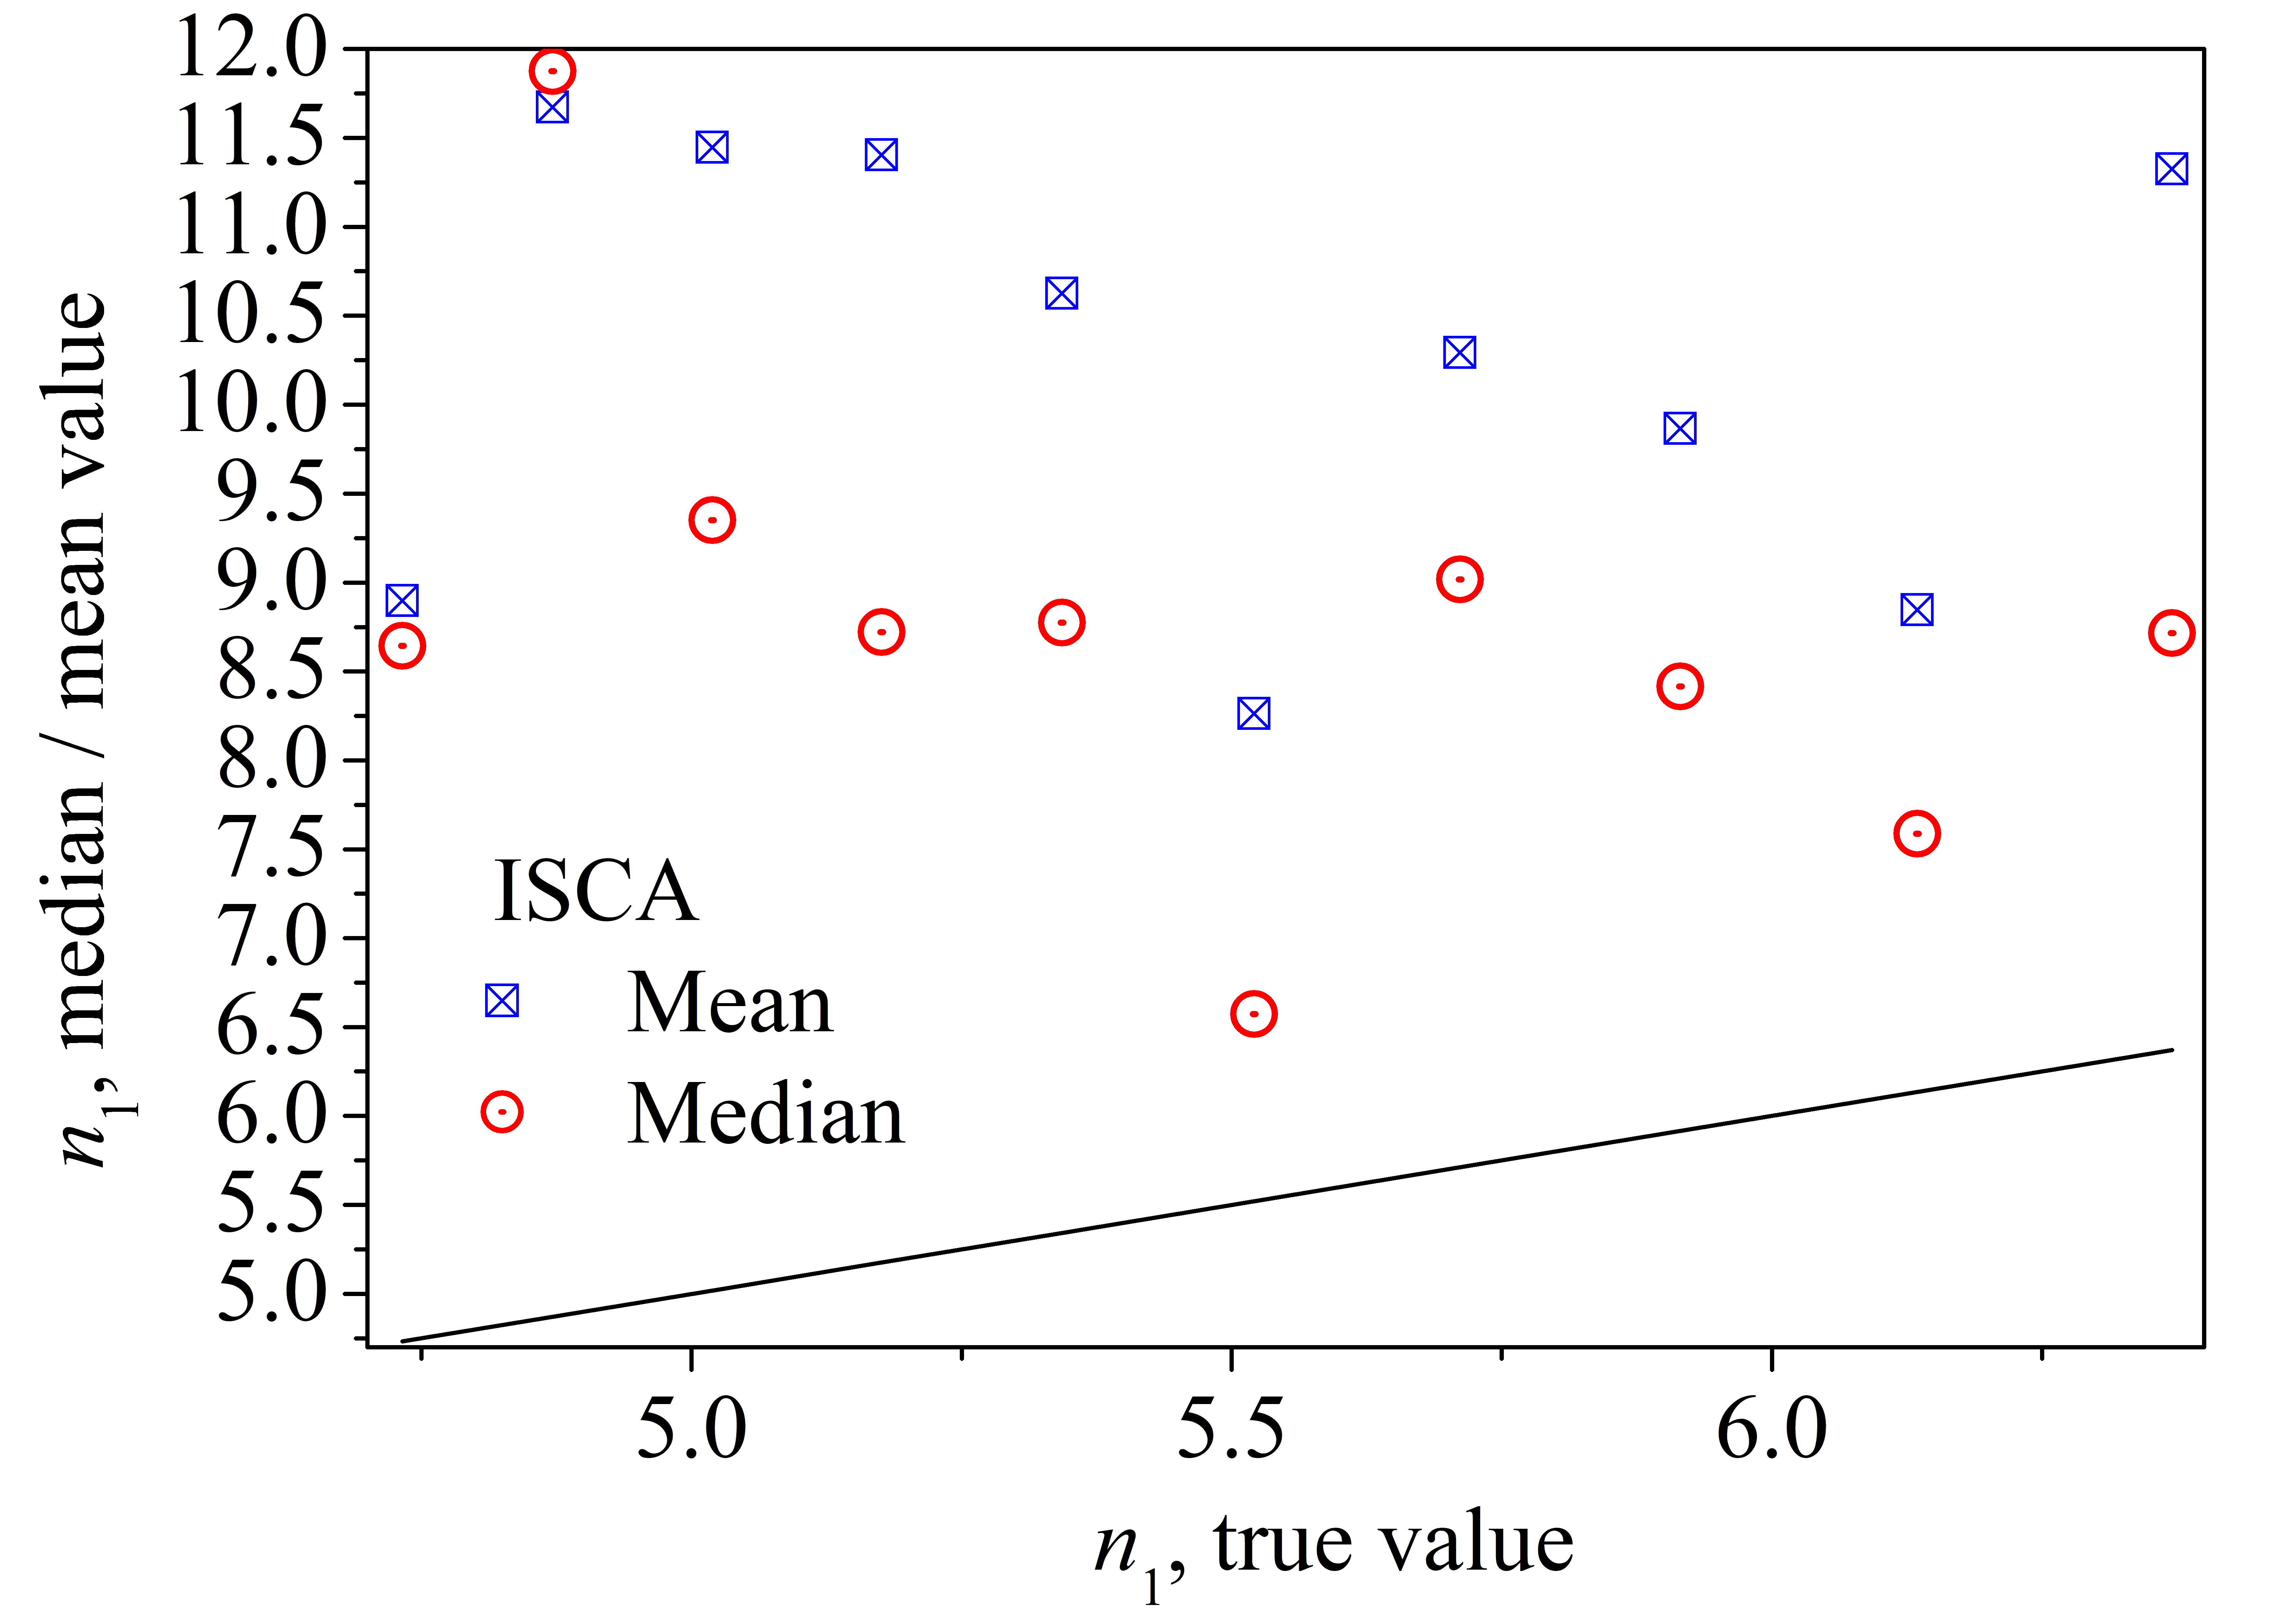 12.0
11.5
11.0
10.5
10.0
9.5
9.0
8.5
8.0
7.5
7.0
6.5
6.0
5.5
5.0
n1, median / mean value
ISCA
Mean
Median
5.0 5.5 6.0
n1, true value